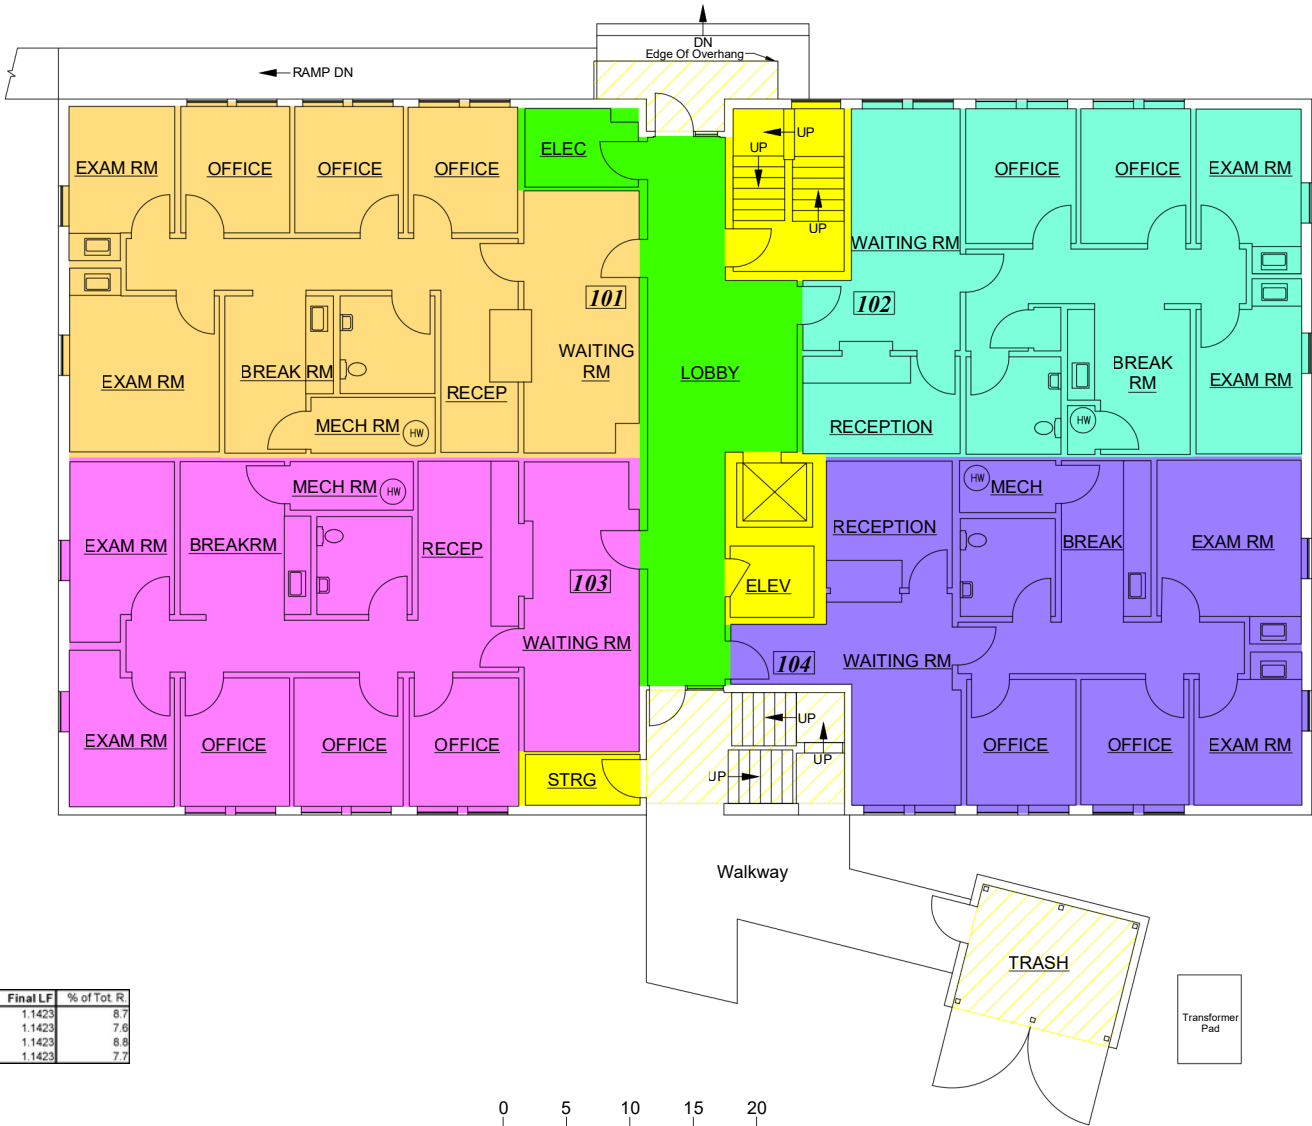 DN
Edge Of Overhang
RAMP DN
ELEC
UP
UP
UP
EXAM RM
OFFICE
OFFICE
OFFICE
WAITING RM
OFFICE
OFFICE
EXAM RM
101
102
WAITING
RM
EXAM RM
BREAK RM
RECEP
LOBBY
BREAK
RM
EXAM RM
MECH RM
HW
RECEPTION
HW
MECH RM
HW
HW
MECH
EXAM RM
BREAKRM
RECEP
RECEPTION
BREAK
EXAM RM
103
ELEV
WAITING RM
104
WAITING RM
EXAM RM
OFFICE
OFFICE
OFFICE
UP
UP
UP
OFFICE
OFFICE
EXAM RM
STRG
Walkway
TRASH
Transformer
Pad
Final LF % of Tot. R.
1.1423 8.7
1.1423 7.6
1.1423 8.8
1.1423 7.7
0 5 10 15 20